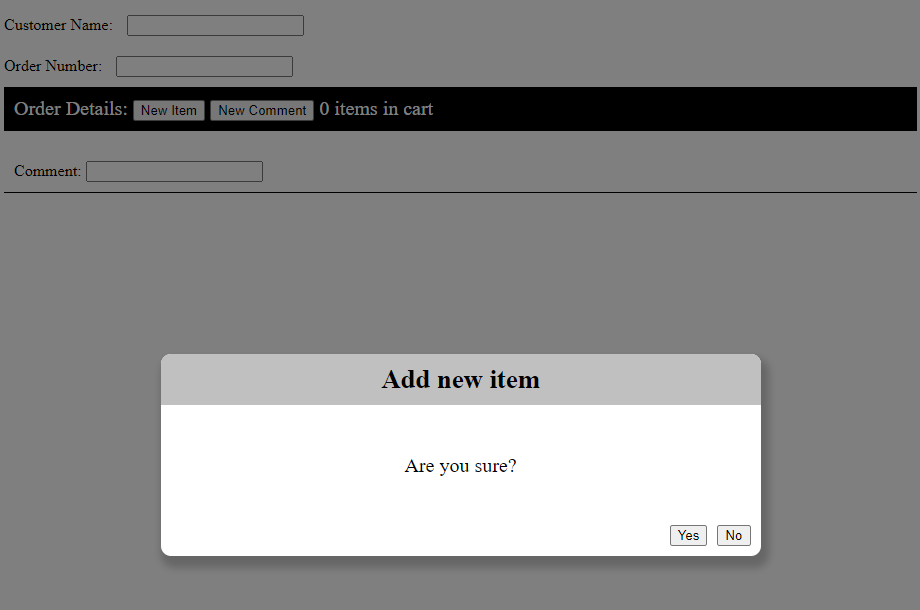 Customer Name:
Order Number:
Order Details: New Item New Comment 0 items in cart
Comment:
Add new item
Are you sure?
Yes No